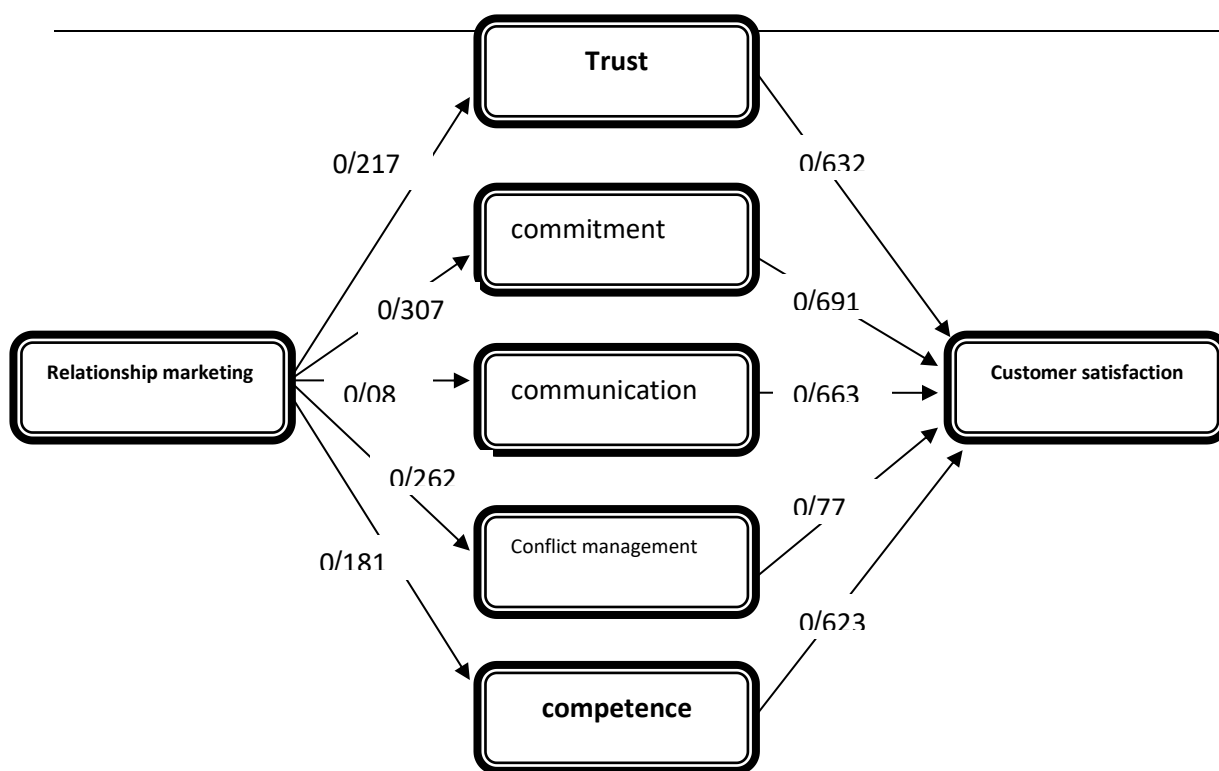 Trust
0/217
0/632
commitment
0/307
0/691
Relationship marketing
communication
Customer satisfaction
0/08
0/663
0/262
0/77
Conflict management
0/181
0/623
competence